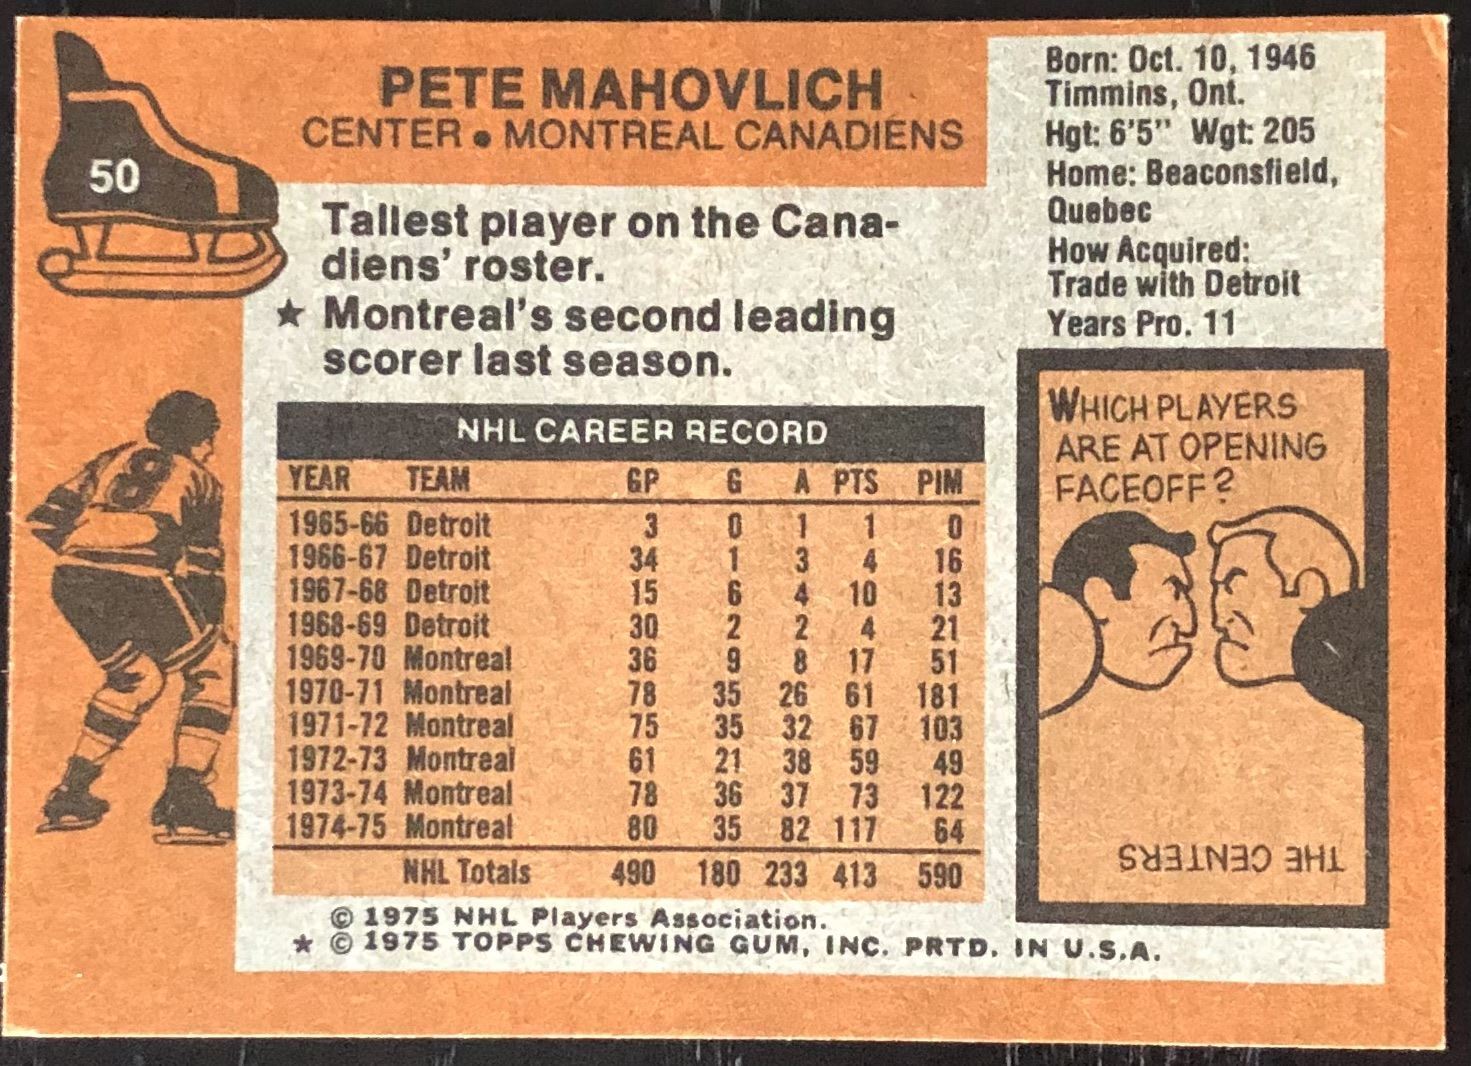 50
PETE MAHOVLICH
CENTER • MONTREAL CANADIENS
Born: Oct. 10, 1946
Timmins, Ont.
Hgt: 6'5" Wgt: 205
Home: Beaconsfield,
Quebec
How Acquired:
Trade with Detroit
Years Pro. 11
Tallest player on the Cana-
diens' roster.
★ Montreal's second leading
scorer last season.
NHL CAREER RECORD
YEAR TEAM GP G A PTS PIM
1965-66 Detroit 3 0 1 1 0
1966-67 Detroit 34 1 3 4 16
1967-68 Detroit 15 6 4 10 13
1968-69 Detroit 30 2 2 4 21
1969-70 Montreal 36 9 8 17 51
1970-71 Montreal 78 35 26 61 181
1971-72 Montreal 75 35 32 67 103
1972-73 Montreal 61 21 38 59 49
1973-74 Montreal 78 36 37 73 122
1974-75 Montreal 80 35 82 117 64
NHL Totals 490 180 233 413 590
WHICH PLAYERS
ARE AT OPENING
FACEOFF?
THE CENTERS
© 1975 NHL Players Association.
★ © 1975 TOPPS CHEWING GUM, INC. PRTD. IN U.S.A.